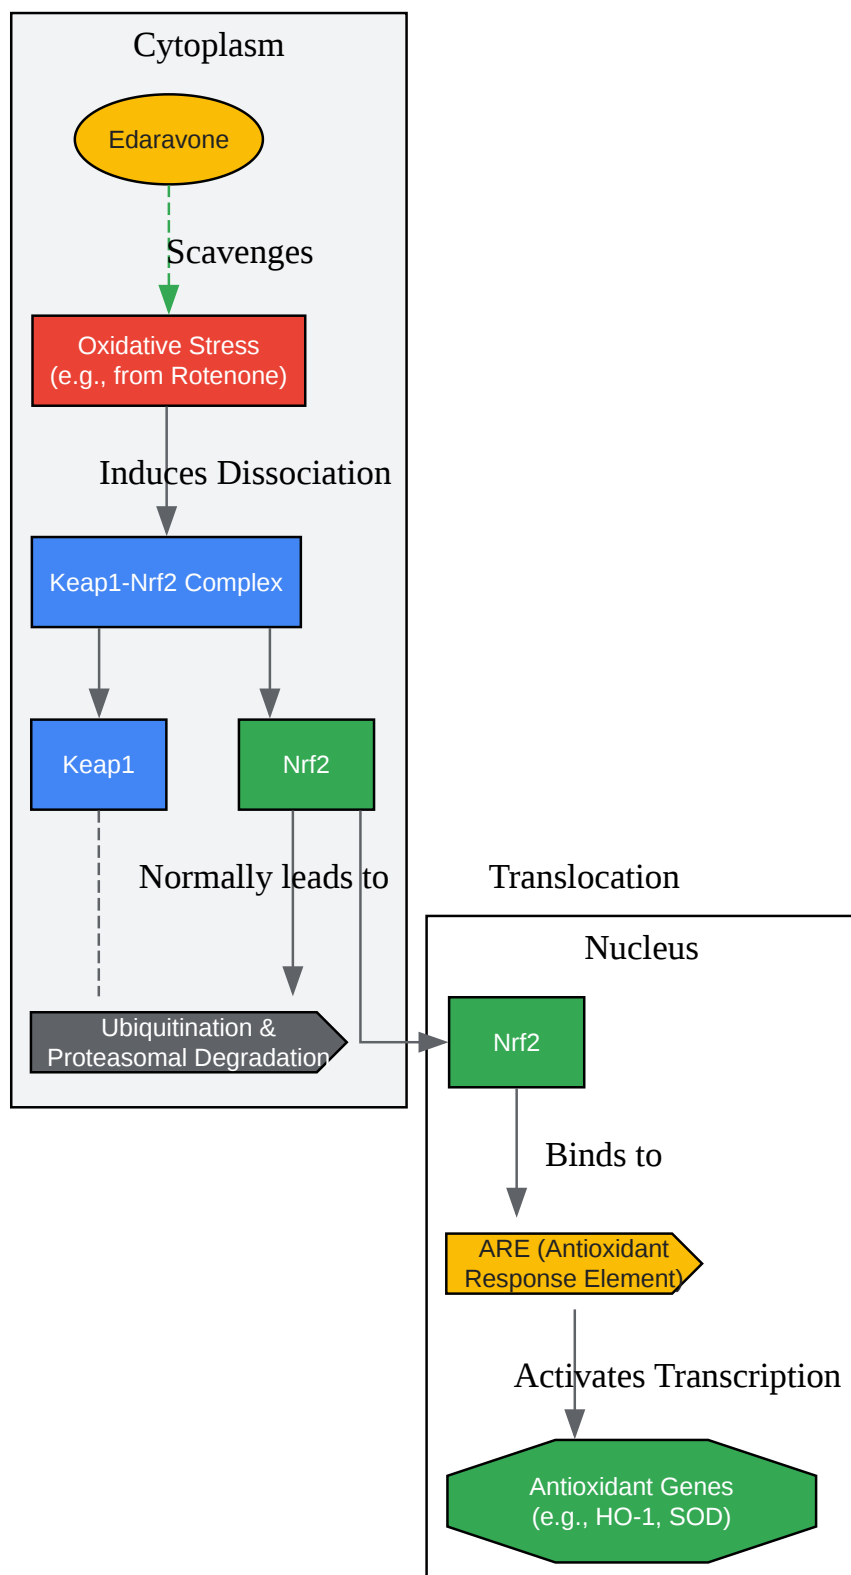 Cytoplasm
Edaravone
Scavenges
Oxidative Stress
(e.g., from Rotenone)
Induces Dissociation
Keap1-Nrf2 Complex
Keap1
Nrf2
Normally leads to
Translocation
Ubiquitination &
Proteasomal Degradation
Nucleus
Nrf2
Binds to
ARE (Antioxidant
Response Element)
Activates Transcription
Antioxidant Genes
(e.g., HO-1, SOD)